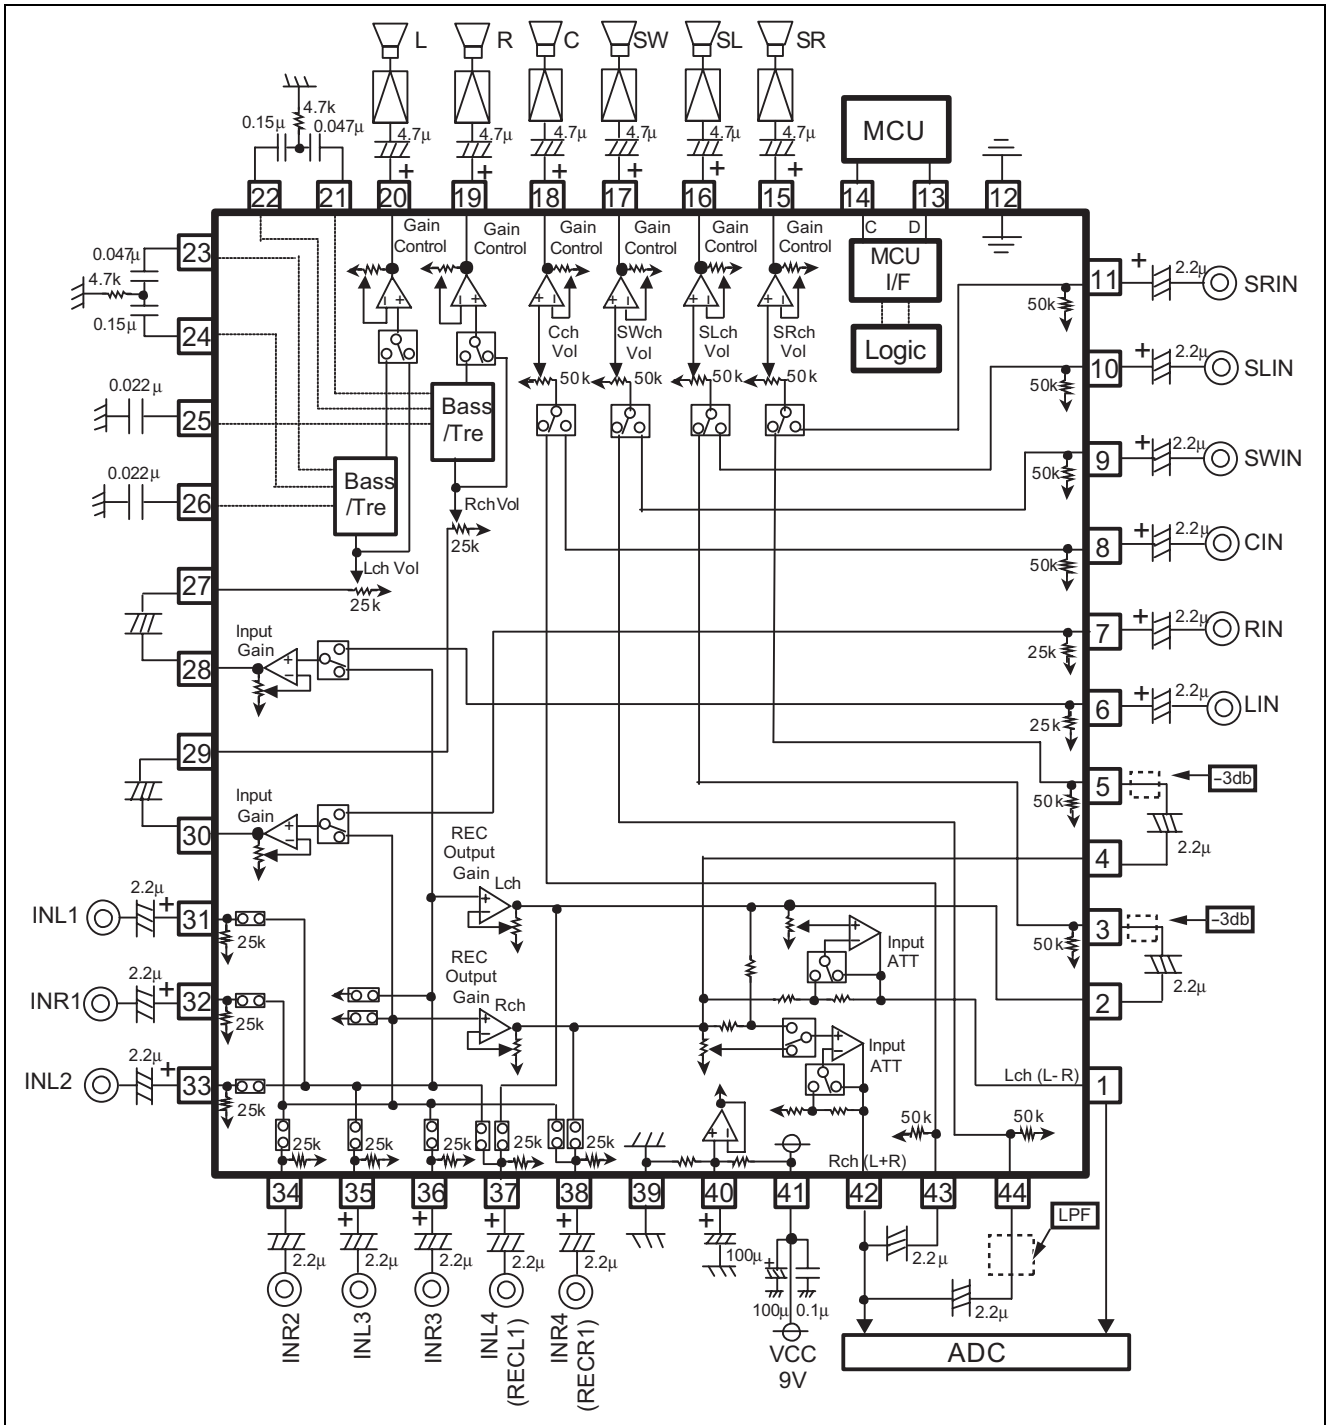 L R C SW SL SR
4.7k
0.15μ 0.047μ
4.7μ 4.7μ 4.7μ 4.7μ 4.7μ 4.7μ
+ + + + + +
MCU
22 21 20 19 18 17 16 15 14 13 12
C D
Gain Control
Gain Control
Gain Control
Gain Control
Gain Control
Gain Control
MCU I/F
Logic
23
0.047μ
4.7k
0.15μ
24
0.022μ
25
0.022μ
26
27
28
29
30
Cch Vol
SWch Vol
SLch Vol
SRch Vol
50k 50k 50k 50k
Bass /Tre
Bass /Tre
Rch Vol
25k
Lch Vol
25k
11 + 2.2μ SRIN
50k
10 + 2.2μ SLIN
50k
9 + 2.2μ SWIN
50k
8 + 2.2μ CIN
50k
7 + 2.2μ RIN
25k
6 + 2.2μ LIN
25k
5 –3db
50k
2.2μ
4
3 –3db
50k
2.2μ
2
1
Input Gain
+ −
Input Gain
+ −
REC Output Gain
Lch
+ −
REC Output Gain
Rch
+ −
Input ATT
+ −
Input ATT
+ −
Lch (L-R)
Rch (L+R)
INL1 2.2μ + 31
25k
INR1 2.2μ + 32
25k
INL2 2.2μ + 33
25k
25k 25k 25k 25k 25k
+ −
50k 50k
34 35 36 37 38 39 40 41 42 43 44
+ + + + +
2.2μ 2.2μ 2.2μ 2.2μ 2.2μ
INR2
INL3
INR3
INL4
(RECL1)
INR4
(RECR1)
100μ
+
100μ 0.1μ
VCC
9V
2.2μ
LPF
2.2μ
ADC